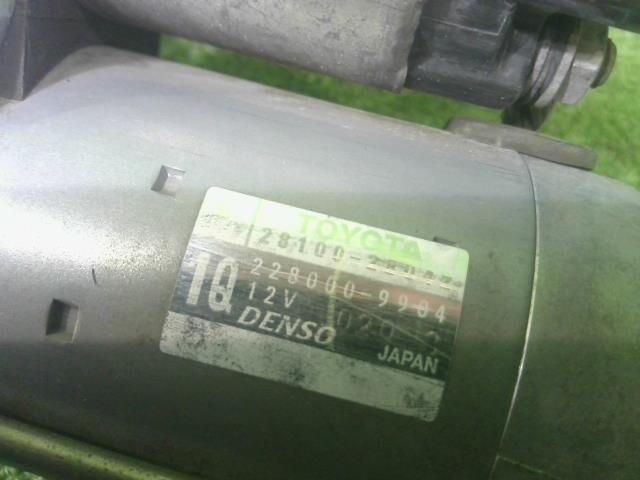 TOYOTA
28100-
228000-9904
1Q
12V
DENSO
JAPAN